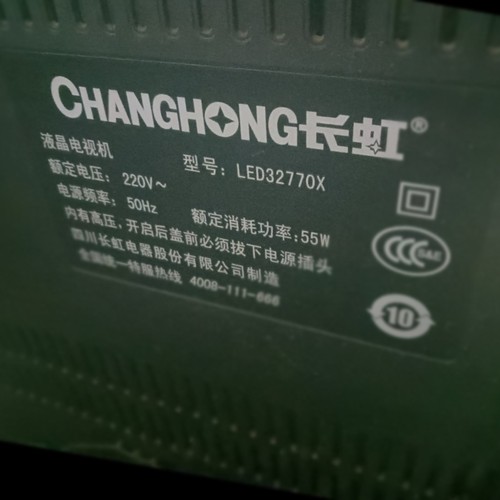 CHANGHONG长虹®
液晶电视机 型号: LED32770X
额定电压: 220V~
电源频率: 50Hz 额定消耗功率: 55W
内有高压，开启后盖前必须拔下电源插头
四川长虹电器股份有限公司制造
全国统一特服热线 4008-111-666
CCC S&E
10